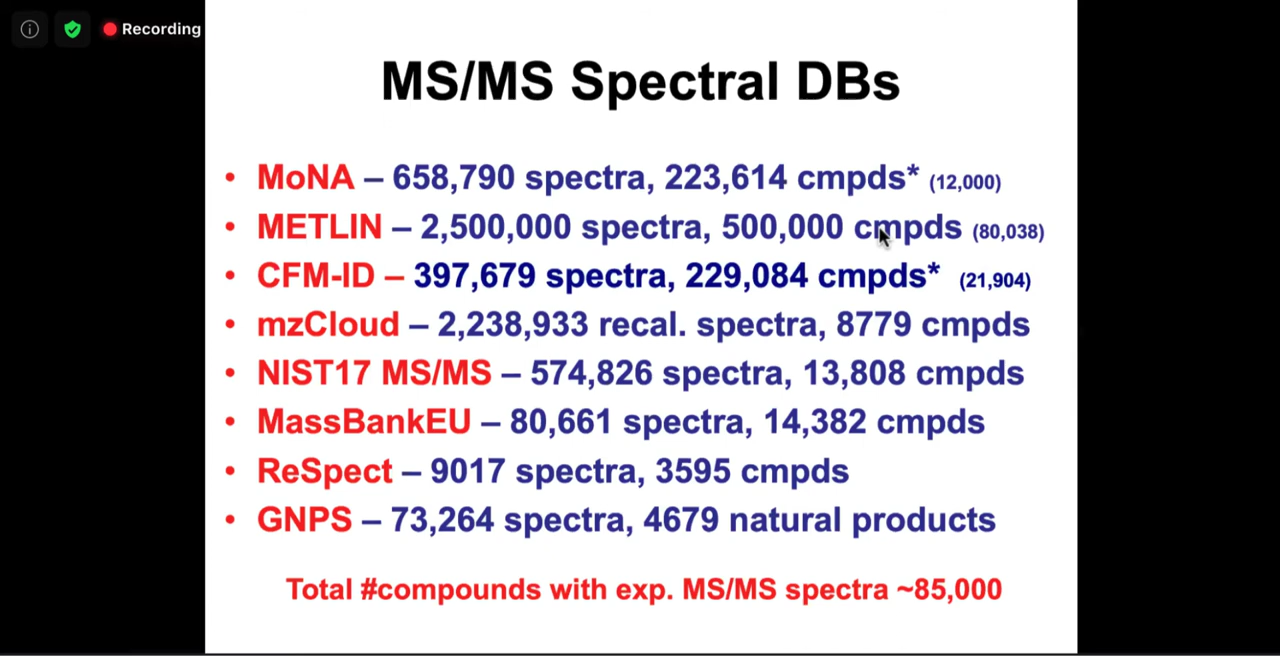 Recording
MS/MS Spectral DBs
• MoNA – 658,790 spectra, 223,614 cmpds* (12,000)
• METLIN – 2,500,000 spectra, 500,000 cmpds (80,038)
• CFM-ID – 397,679 spectra, 229,084 cmpds* (21,904)
• mzCloud – 2,238,933 recal. spectra, 8779 cmpds
• NIST17 MS/MS – 574,826 spectra, 13,808 cmpds
• MassBankEU – 80,661 spectra, 14,382 cmpds
• ReSpect – 9017 spectra, 3595 cmpds
• GNPS – 73,264 spectra, 4679 natural products
Total #compounds with exp. MS/MS spectra ~85,000